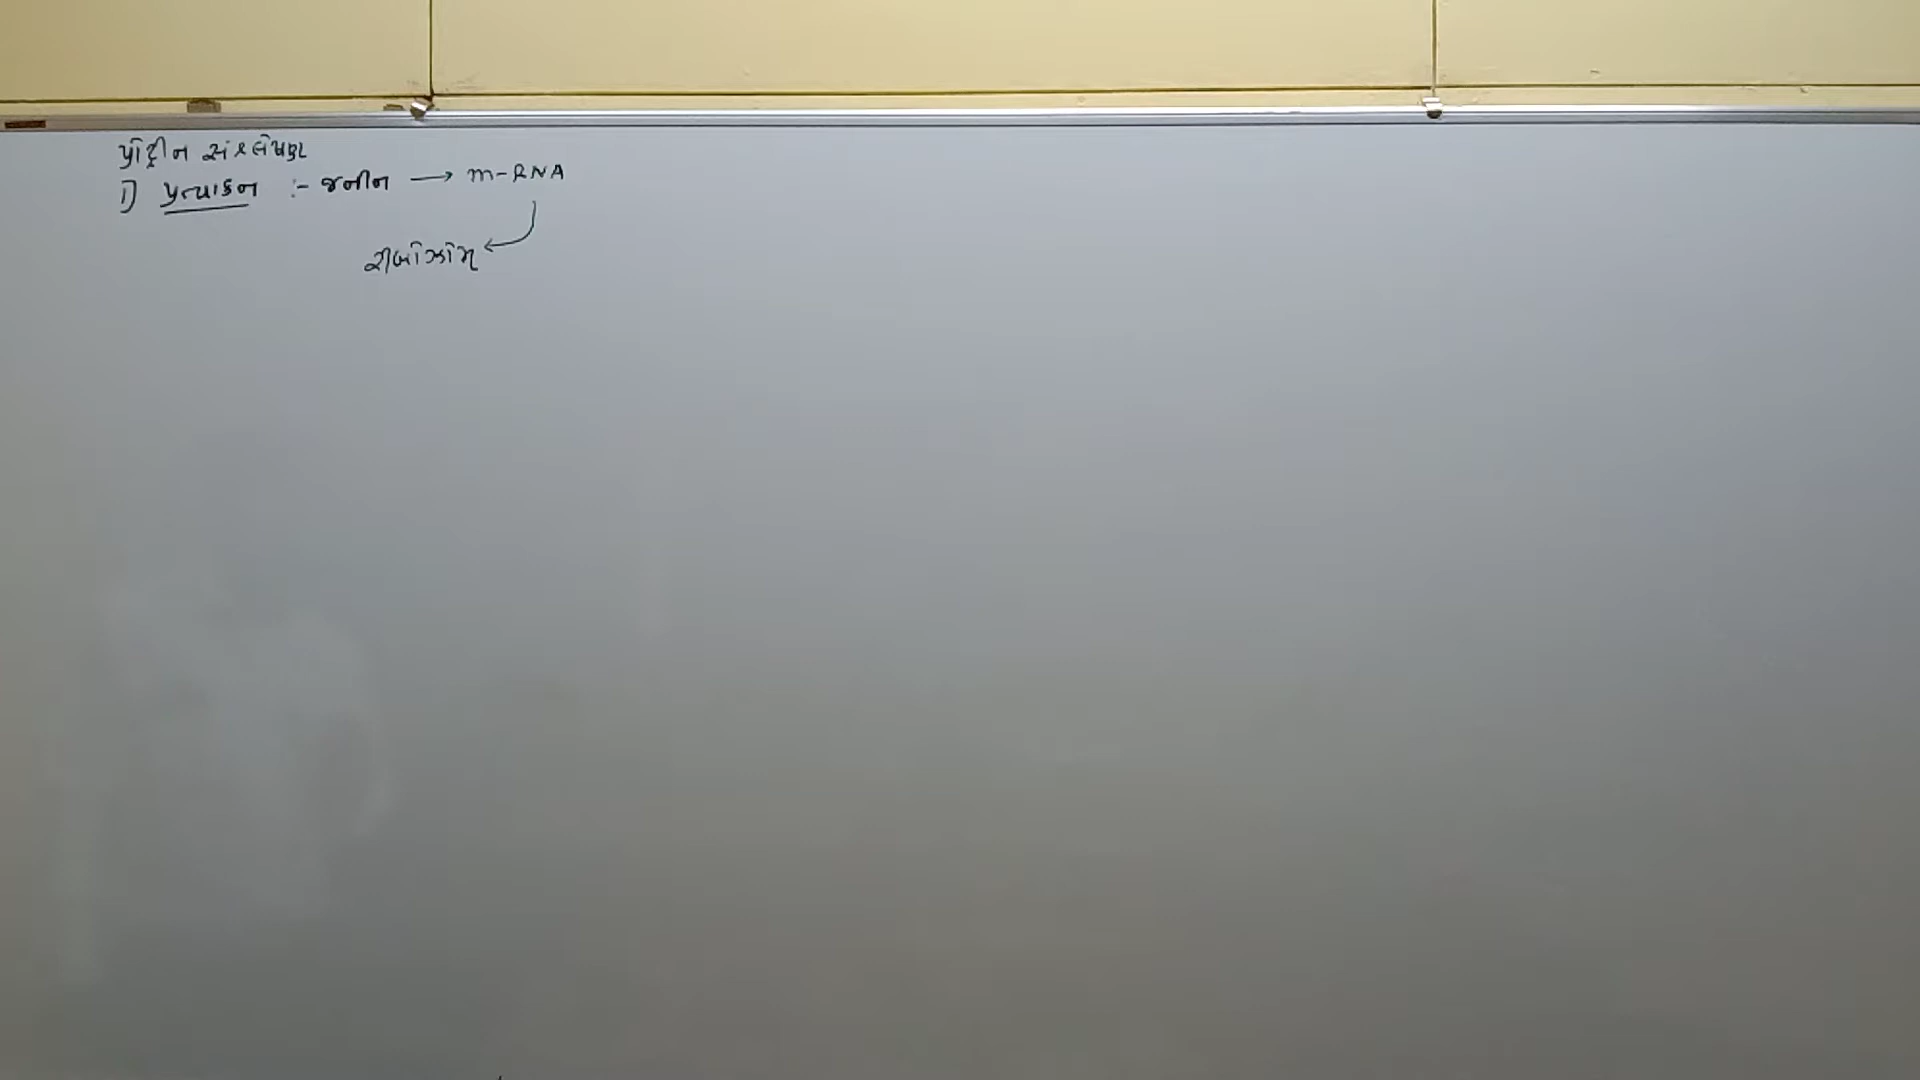 પ્રોટીન સંશ્લેષણ
1) પ્રત્યાંકન :- જનીન → m-RNA
રીબોઝોમ્